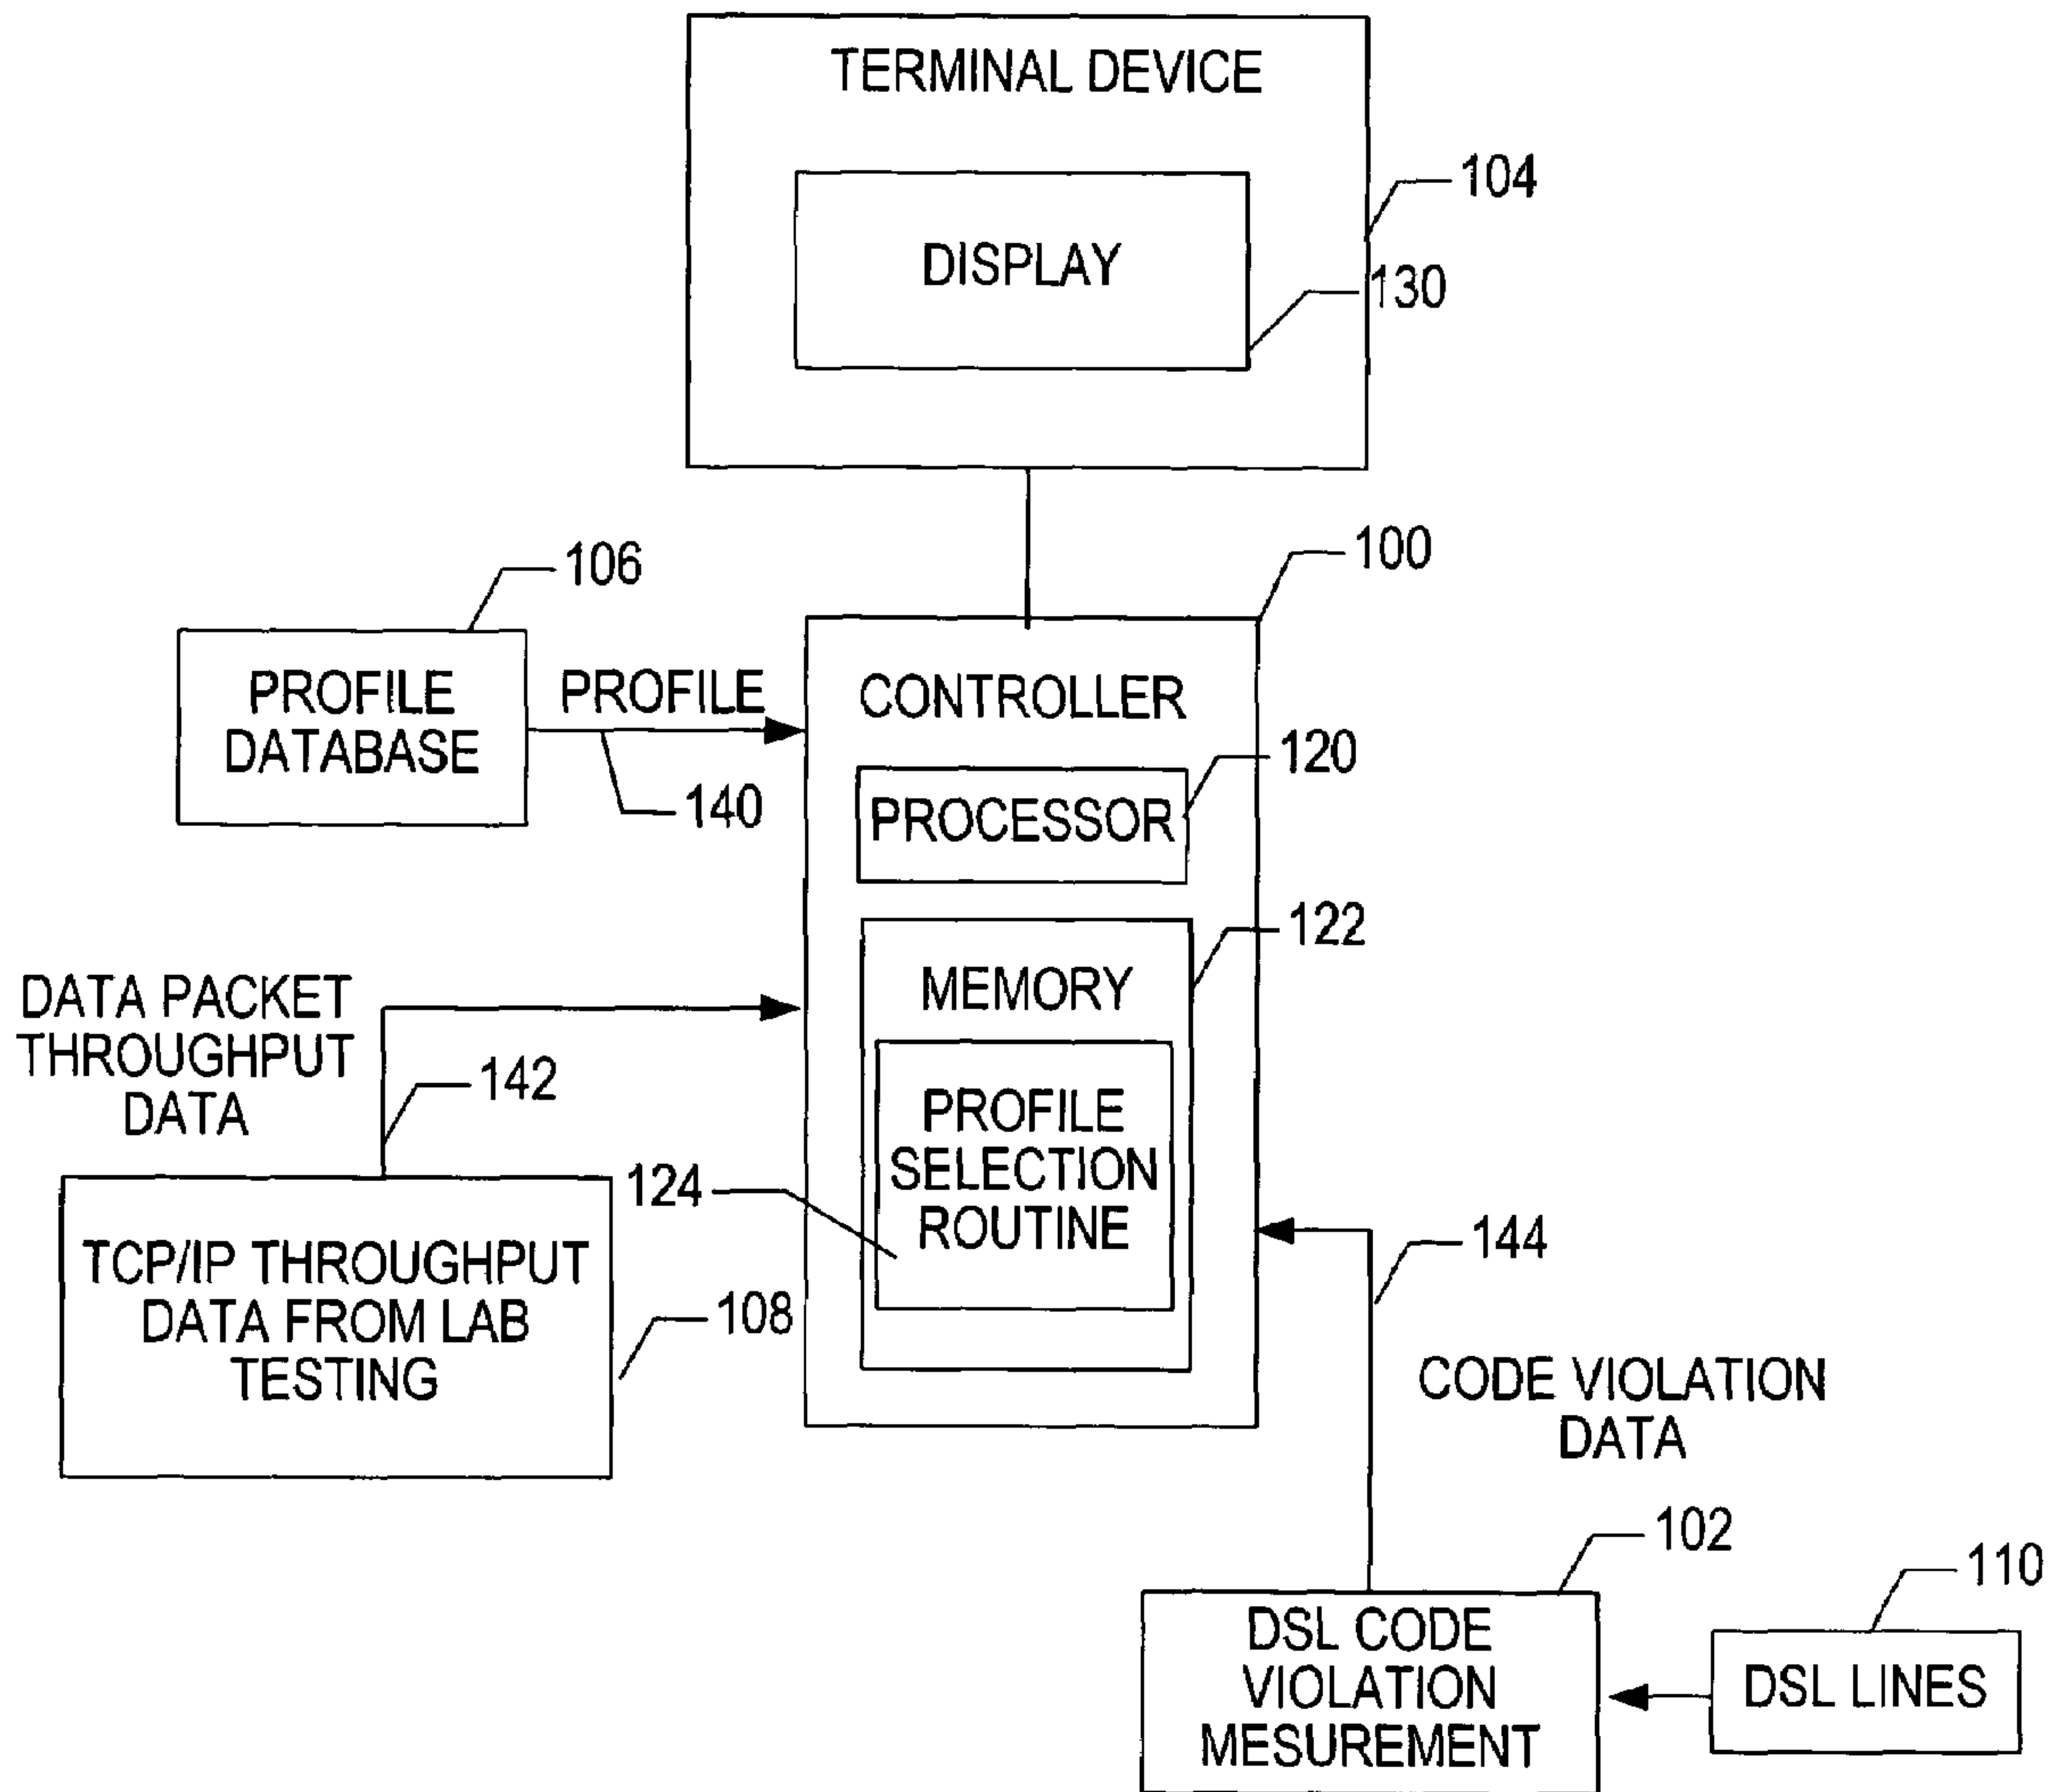 TERMINAL DEVICE
104
DISPLAY
130
106
100
PROFILE
DATABASE
PROFILE
140
CONTROLLER
120
PROCESSOR
122
MEMORY
DATA PACKET
THROUGHPUT
DATA
142
PROFILE
SELECTION
ROUTINE
124
144
TCP/IP THROUGHPUT
DATA FROM LAB
TESTING
108
CODE VIOLATION
DATA
102
110
DSL CODE
VIOLATION
MESUREMENT
DSL LINES